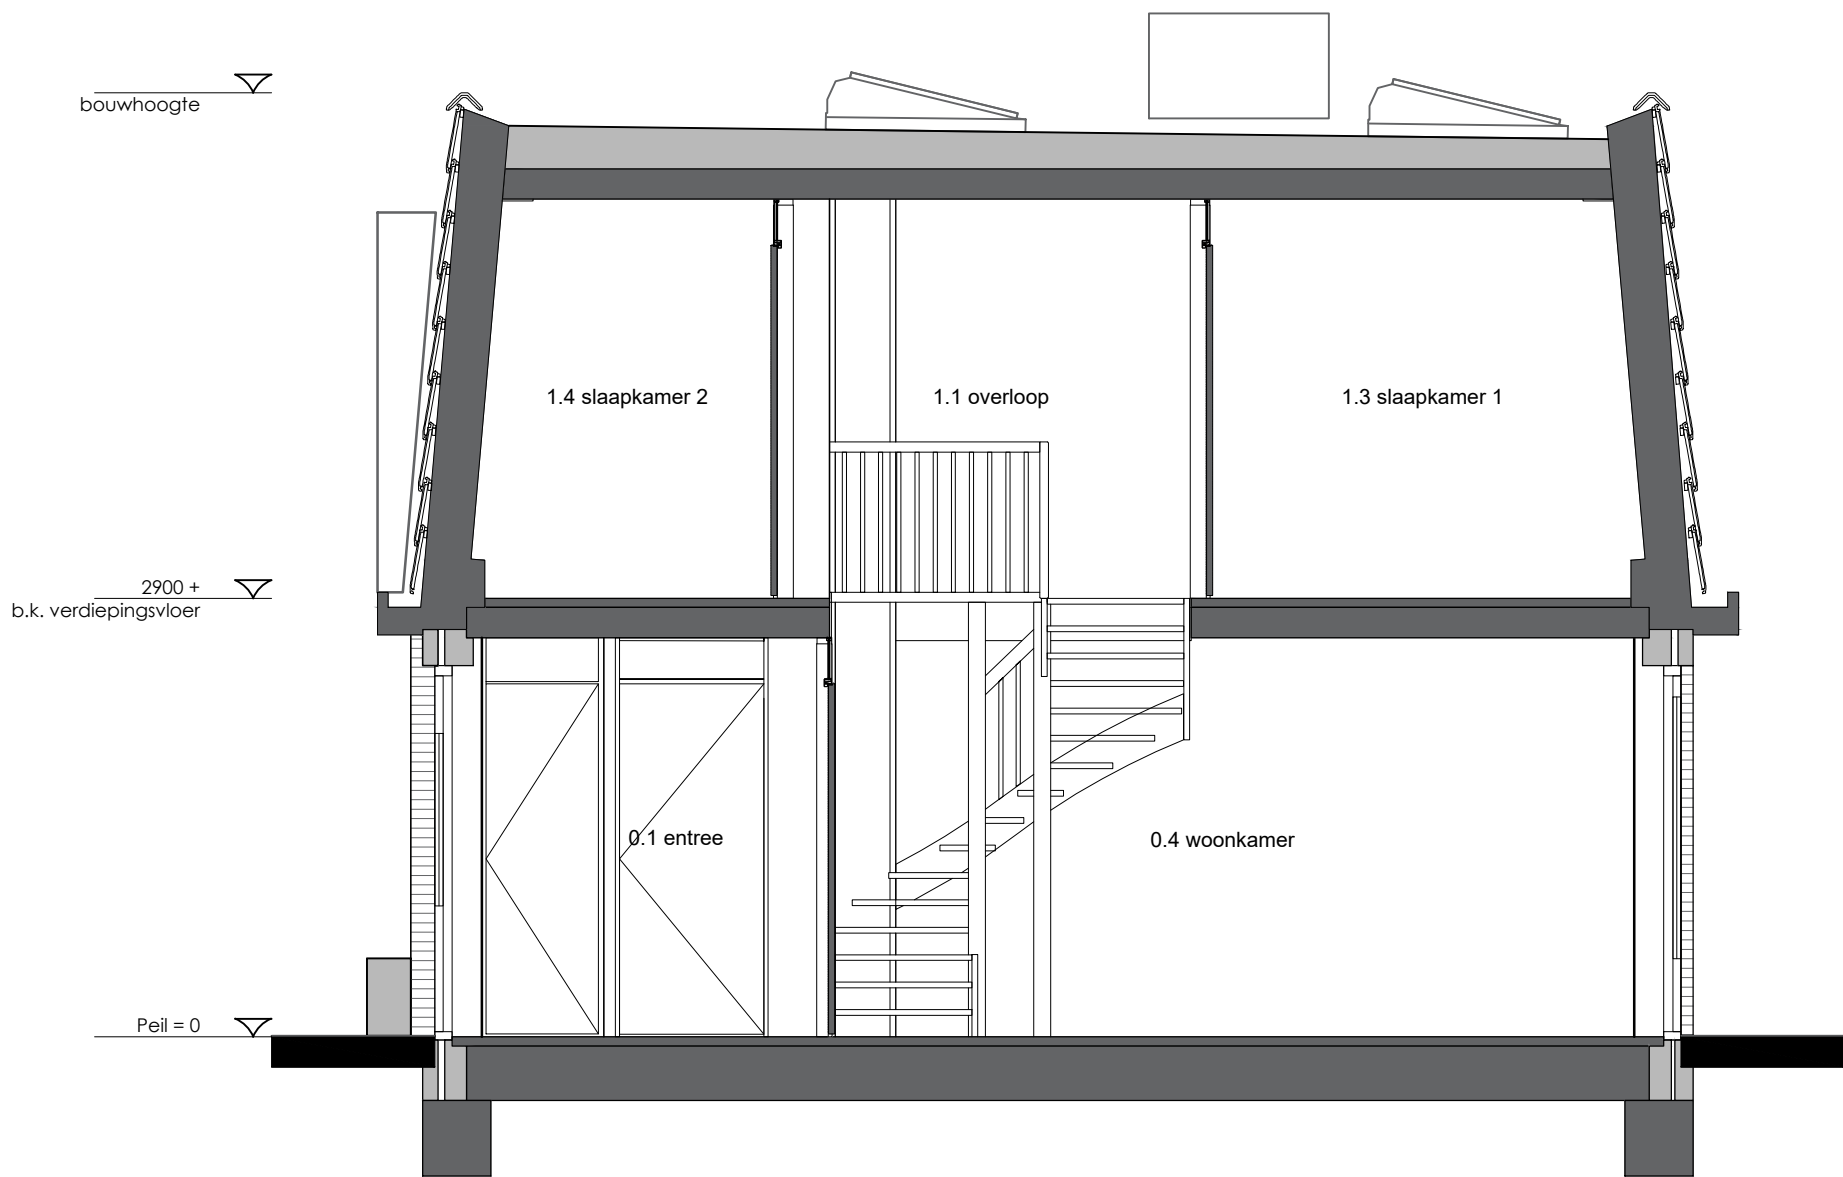 bouwhoogte
1.4 slaapkamer 2
1.1 overloop
1.3 slaapkamer 1
2900 +
b.k. verdiepingsvloer
0.1 entree
0.4 woonkamer
Peil = 0